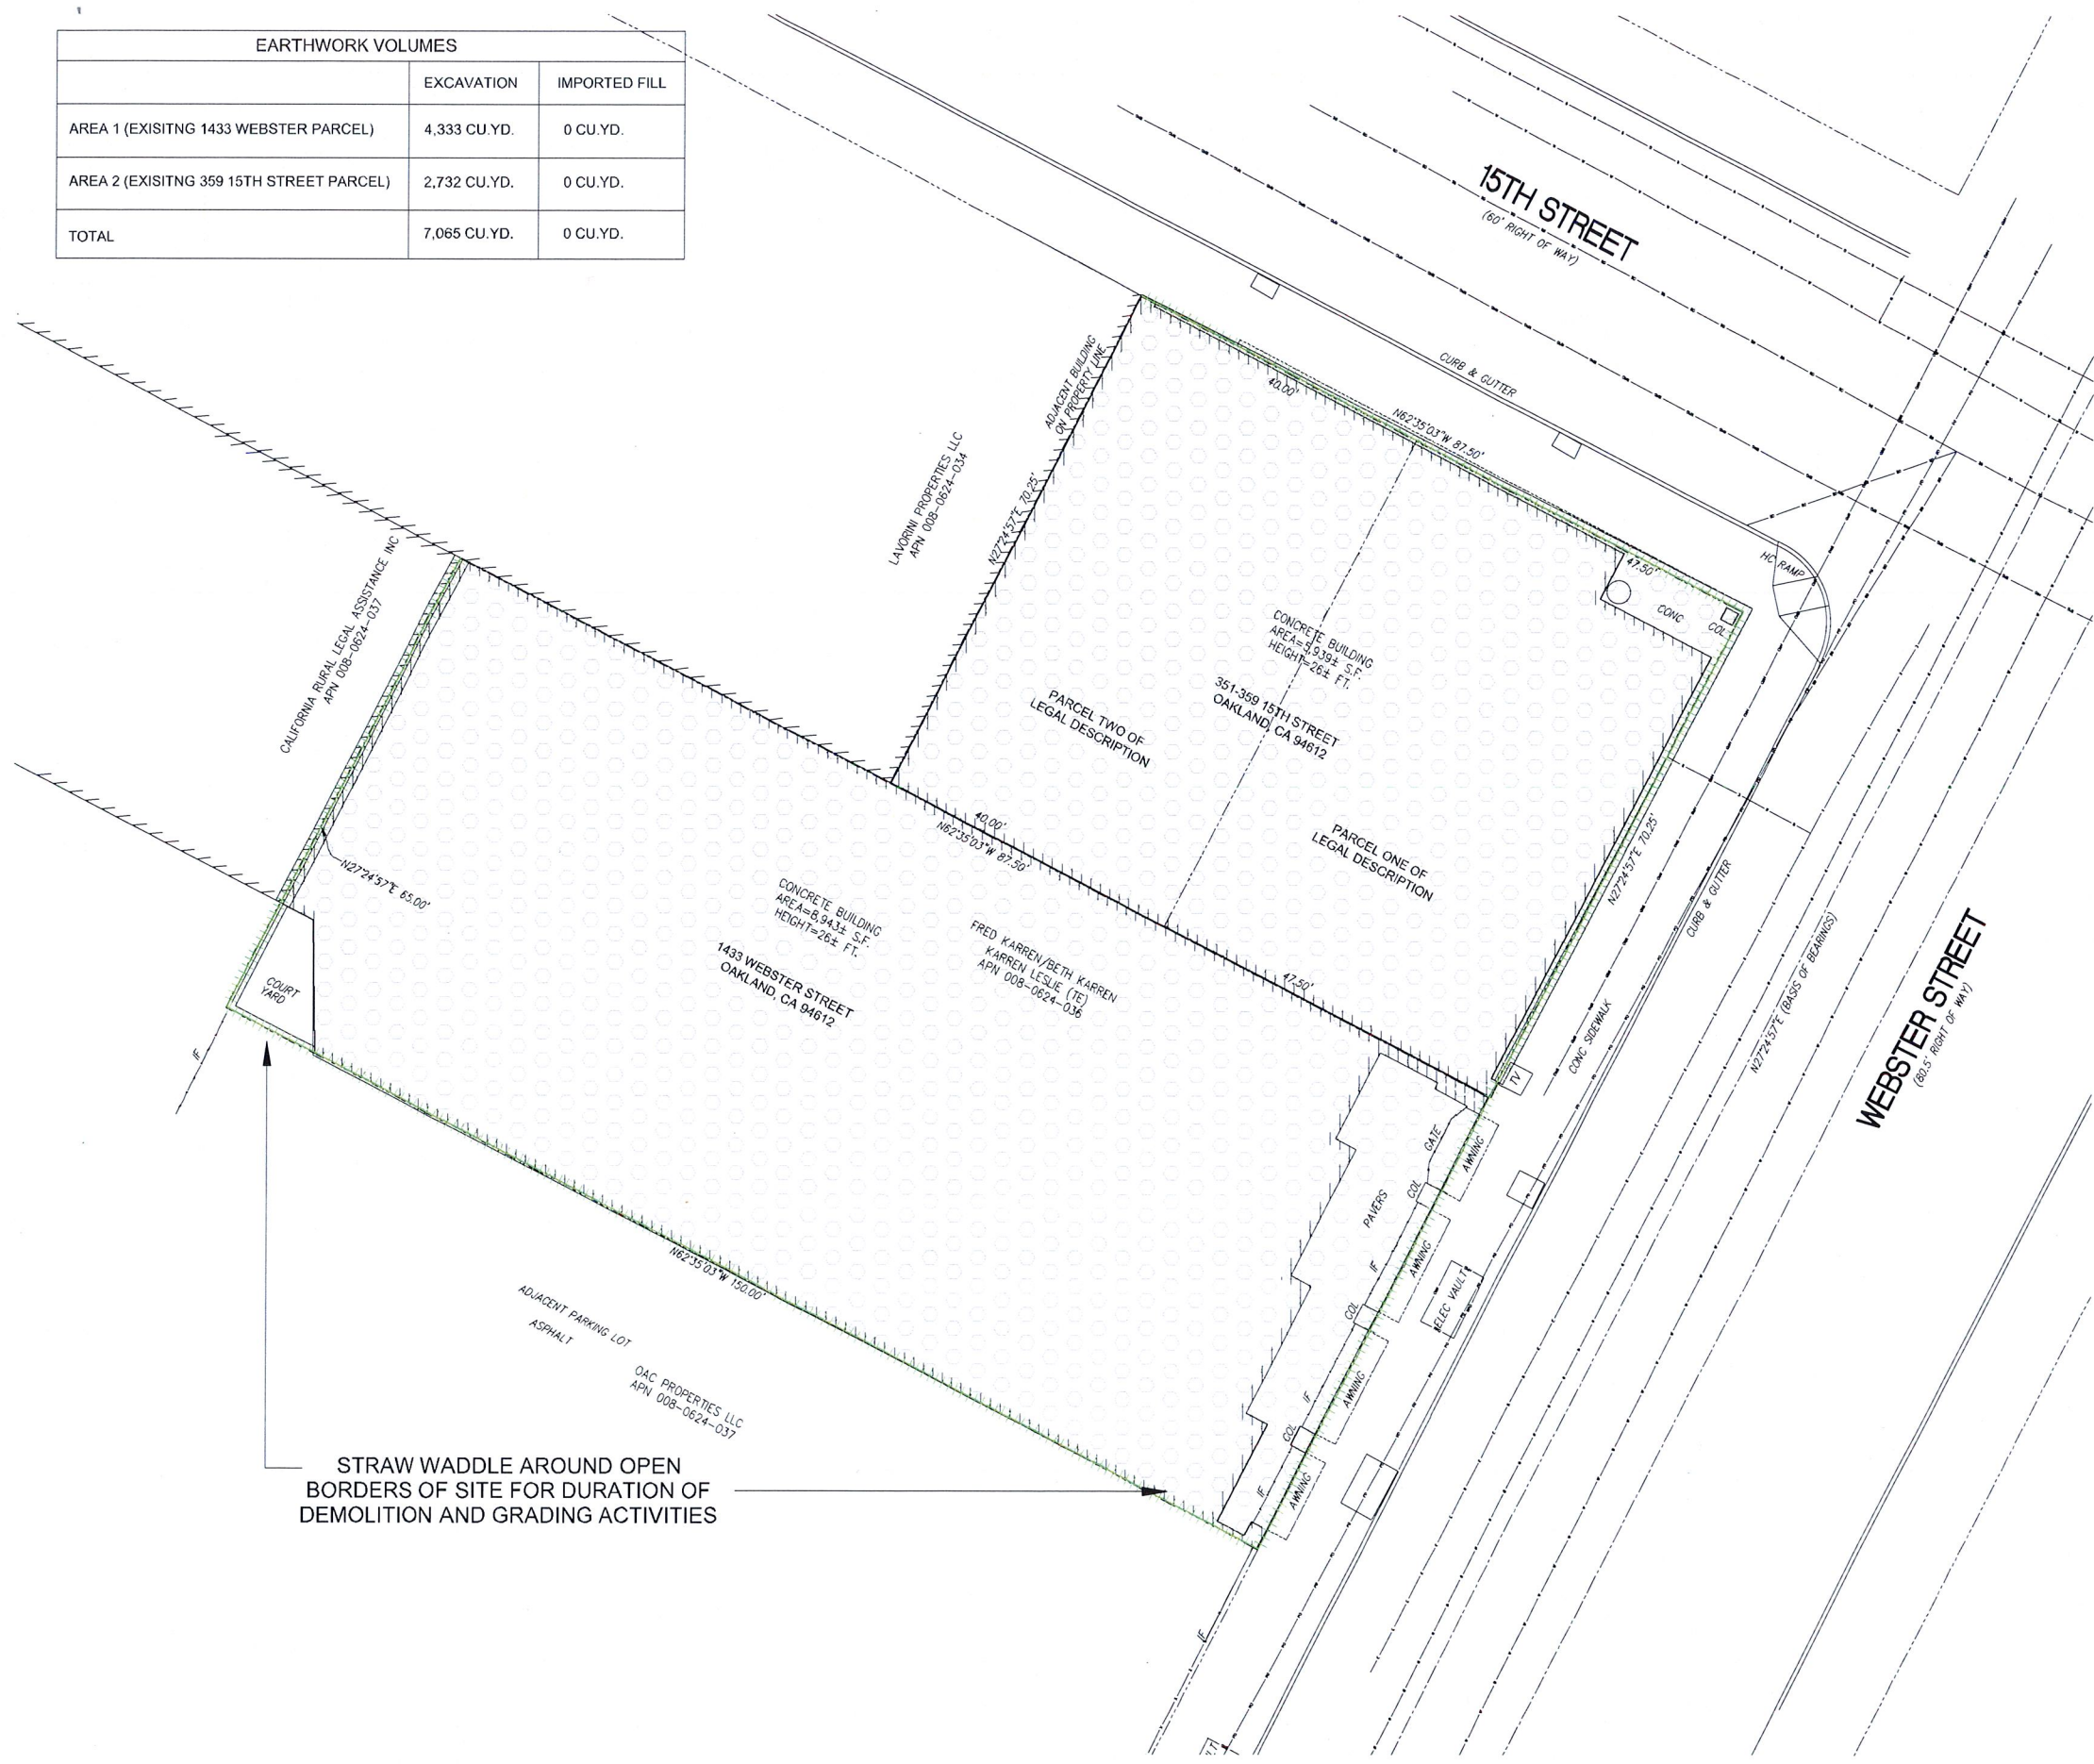 EARTHWORK VOLUMES
EXCAVATION
IMPORTED FILL
AREA 1 (EXISITNG 1433 WEBSTER PARCEL)
4,333 CU.YD.
0 CU.YD.
AREA 2 (EXISITNG 359 15TH STREET PARCEL)
2,732 CU.YD.
0 CU.YD.
TOTAL
7,065 CU.YD.
0 CU.YD.
15TH STREET
(60' RIGHT OF WAY)
CURB & GUTTER
ADJACENT BUILDING
ON PROPERTY LINE
40.00'
N62°35'03"W 87.50'
LAVORINI PROPERTIES LLC
APN 008-0624-034
N27°24'57"E 70.25'
47.50'
HC RAMP
CONC
COL
CALIFORNIA RURAL LEGAL ASSISTANCE INC
APN 008-0624-037
CONCRETE BUILDING
AREA=5,939± S.F.
HEIGHT=26± FT.
351-359 15TH STREET
OAKLAND, CA 94612
PARCEL TWO OF
LEGAL DESCRIPTION
PARCEL ONE OF
LEGAL DESCRIPTION
40.00'
N62°35'03"W 87.50'
47.50'
N27°24'57"E 70.25'
CURB & GUTTER
N27°24'57"E 65.00'
CONCRETE BUILDING
AREA=8,943± S.F.
HEIGHT=26± FT.
1433 WEBSTER STREET
OAKLAND, CA 94612
FRED KARREN/BETH KARREN
KARREN LESLIE (TE)
APN 008-0624-036
COURT
YARD
IF
CONC SIDEWALK
N27°24'57"E (BASIS OF BEARINGS)
WEBSTER STREET
(80.5' RIGHT OF WAY)
TV
GATE
AWNING
COL
PAVERS
IF
AWNING
ELEC VAULT
COL
IF
AWNING
COL
IF
AWNING
N62°35'03"W 150.00'
ADJACENT PARKING LOT
ASPHALT
OAC PROPERTIES LLC
APN 008-0624-037
STRAW WADDLE AROUND OPEN
BORDERS OF SITE FOR DURATION OF
DEMOLITION AND GRADING ACTIVITIES
IF